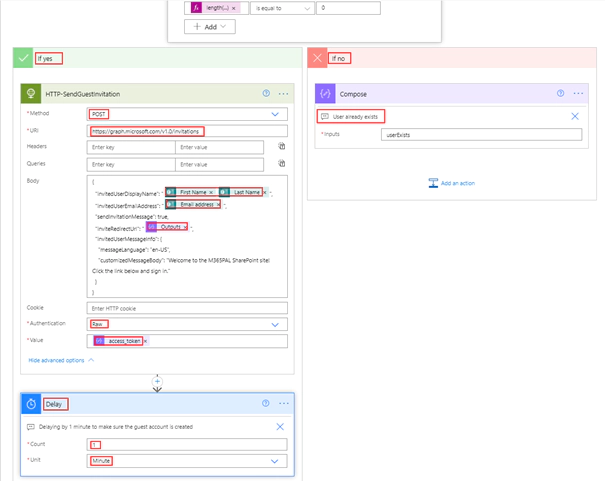 length(...) × is equal to 0
Add
If yes
HTTP-SendGuestInvitation
*Method POST
*URI https://graph.microsoft.com/v1.0/invitations
Headers Enter key Enter value
Queries Enter key Enter value
Body {
"invitedUserDisplayName": " First Name × Last Name × ",
"invitedUserEmailAddress": " Email address × ",
"sendInvitationMessage": true,
"inviteRedirectUrl": " Outputs × ",
"invitedUserMessageInfo": {
"messageLanguage": "en-US",
"customizedMessageBody": "Welcome to the M365PAL SharePoint site!
Click the link below and sign in."
}
}
Cookie Enter HTTP cookie
*Authentication Raw
*Value access_token ×
Hide advanced options
Delay
Delaying by 1 minute to make sure the guest account is created
*Count 1
*Unit Minute
If no
Compose
User already exists
*Inputs userExists
Add an action